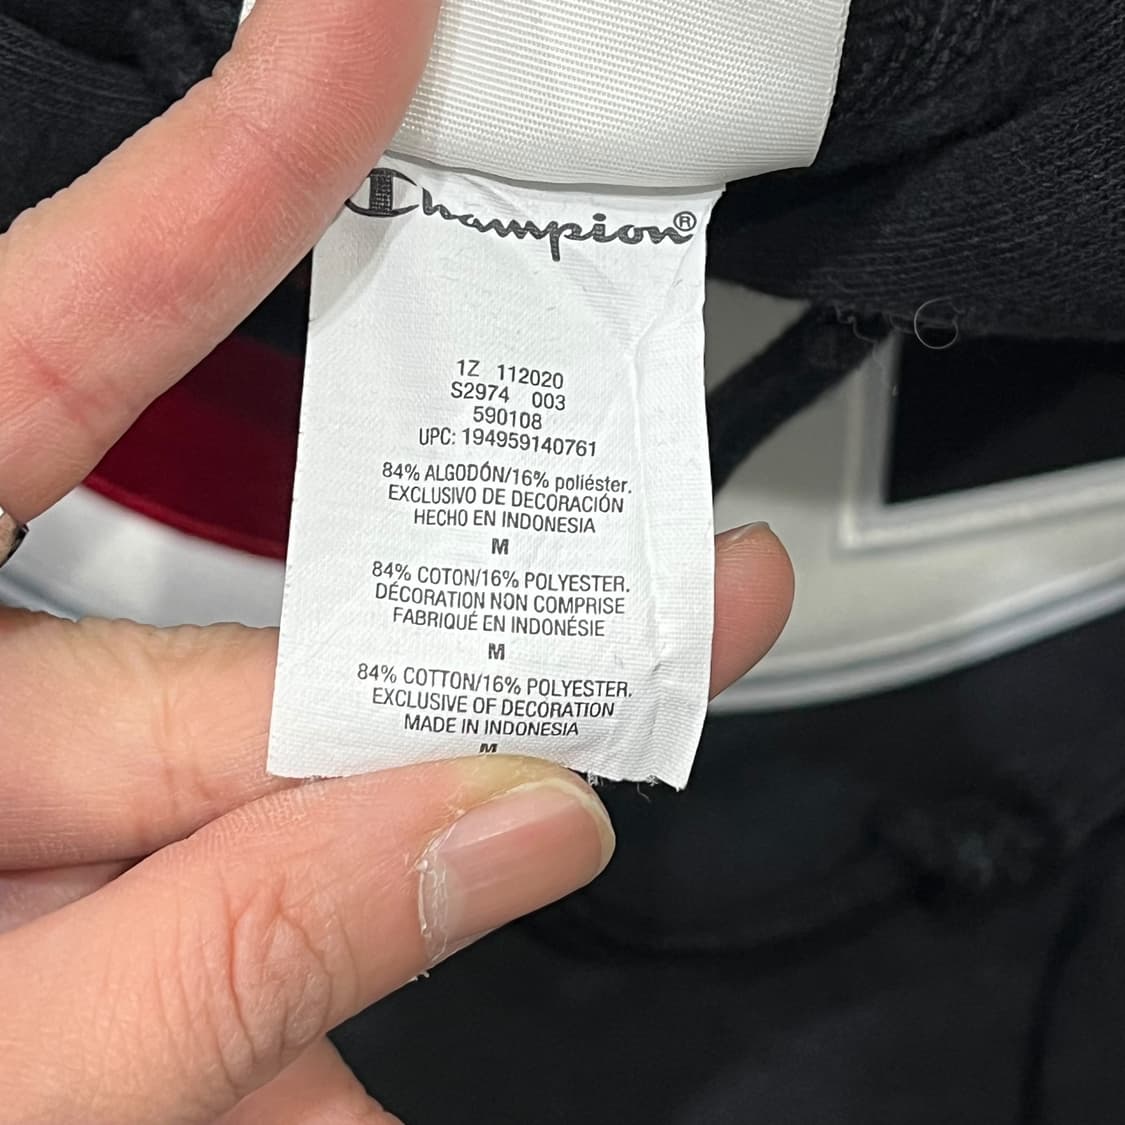 Champion®
1Z 112020
S2974 003
590108
UPC: 194959140761
84% ALGODÓN/16% poliéster.
EXCLUSIVO DE DECORACIÓN
HECHO EN INDONESIA
M
84% COTON/16% POLYESTER.
DÉCORATION NON COMPRISE
FABRIQUÉ EN INDONÉSIE
M
84% COTTON/16% POLYESTER.
EXCLUSIVE OF DECORATION
MADE IN INDONESIA
M